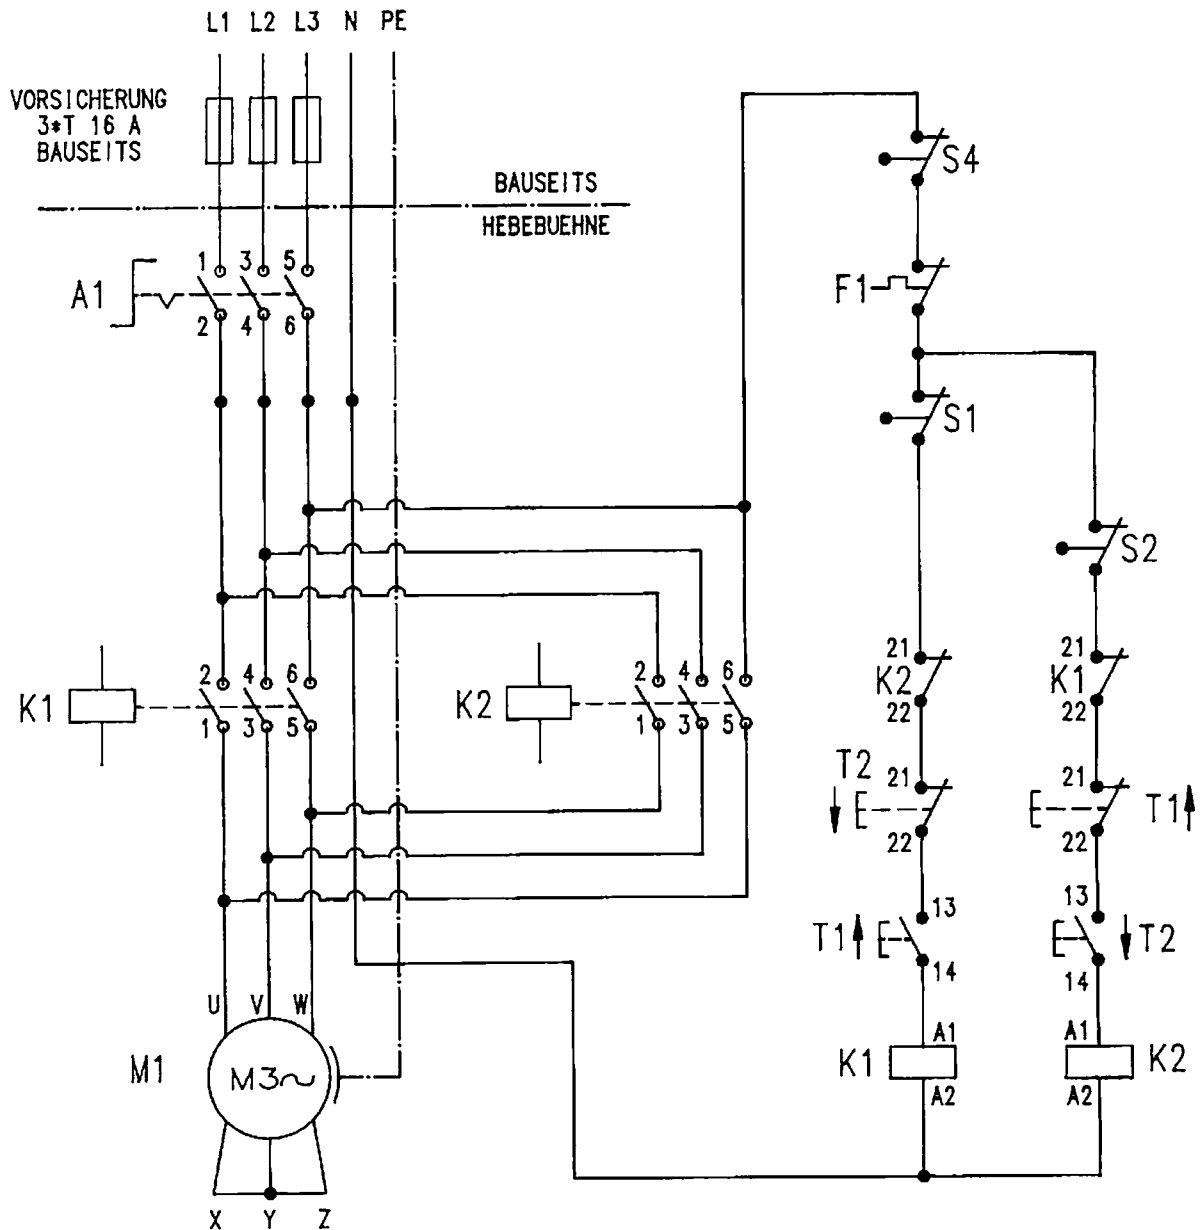 L1 L2 L3 N PE
VORSICHERUNG
3*T 16 A
BAUSEITS
BAUSEITS
HEBEBUEHNE
S4
1 3 5
A1
2 4 6
F1
S1
S2
2 4 6
K1
1 3 5
2 4 6
K2
1 3 5
21
K2
22
21
K1
22
T2
21
22
21
T1
22
13
T1
14
13
T2
14
U V W
M1
M3~
A1
K1
A2
A1
K2
A2
X Y Z